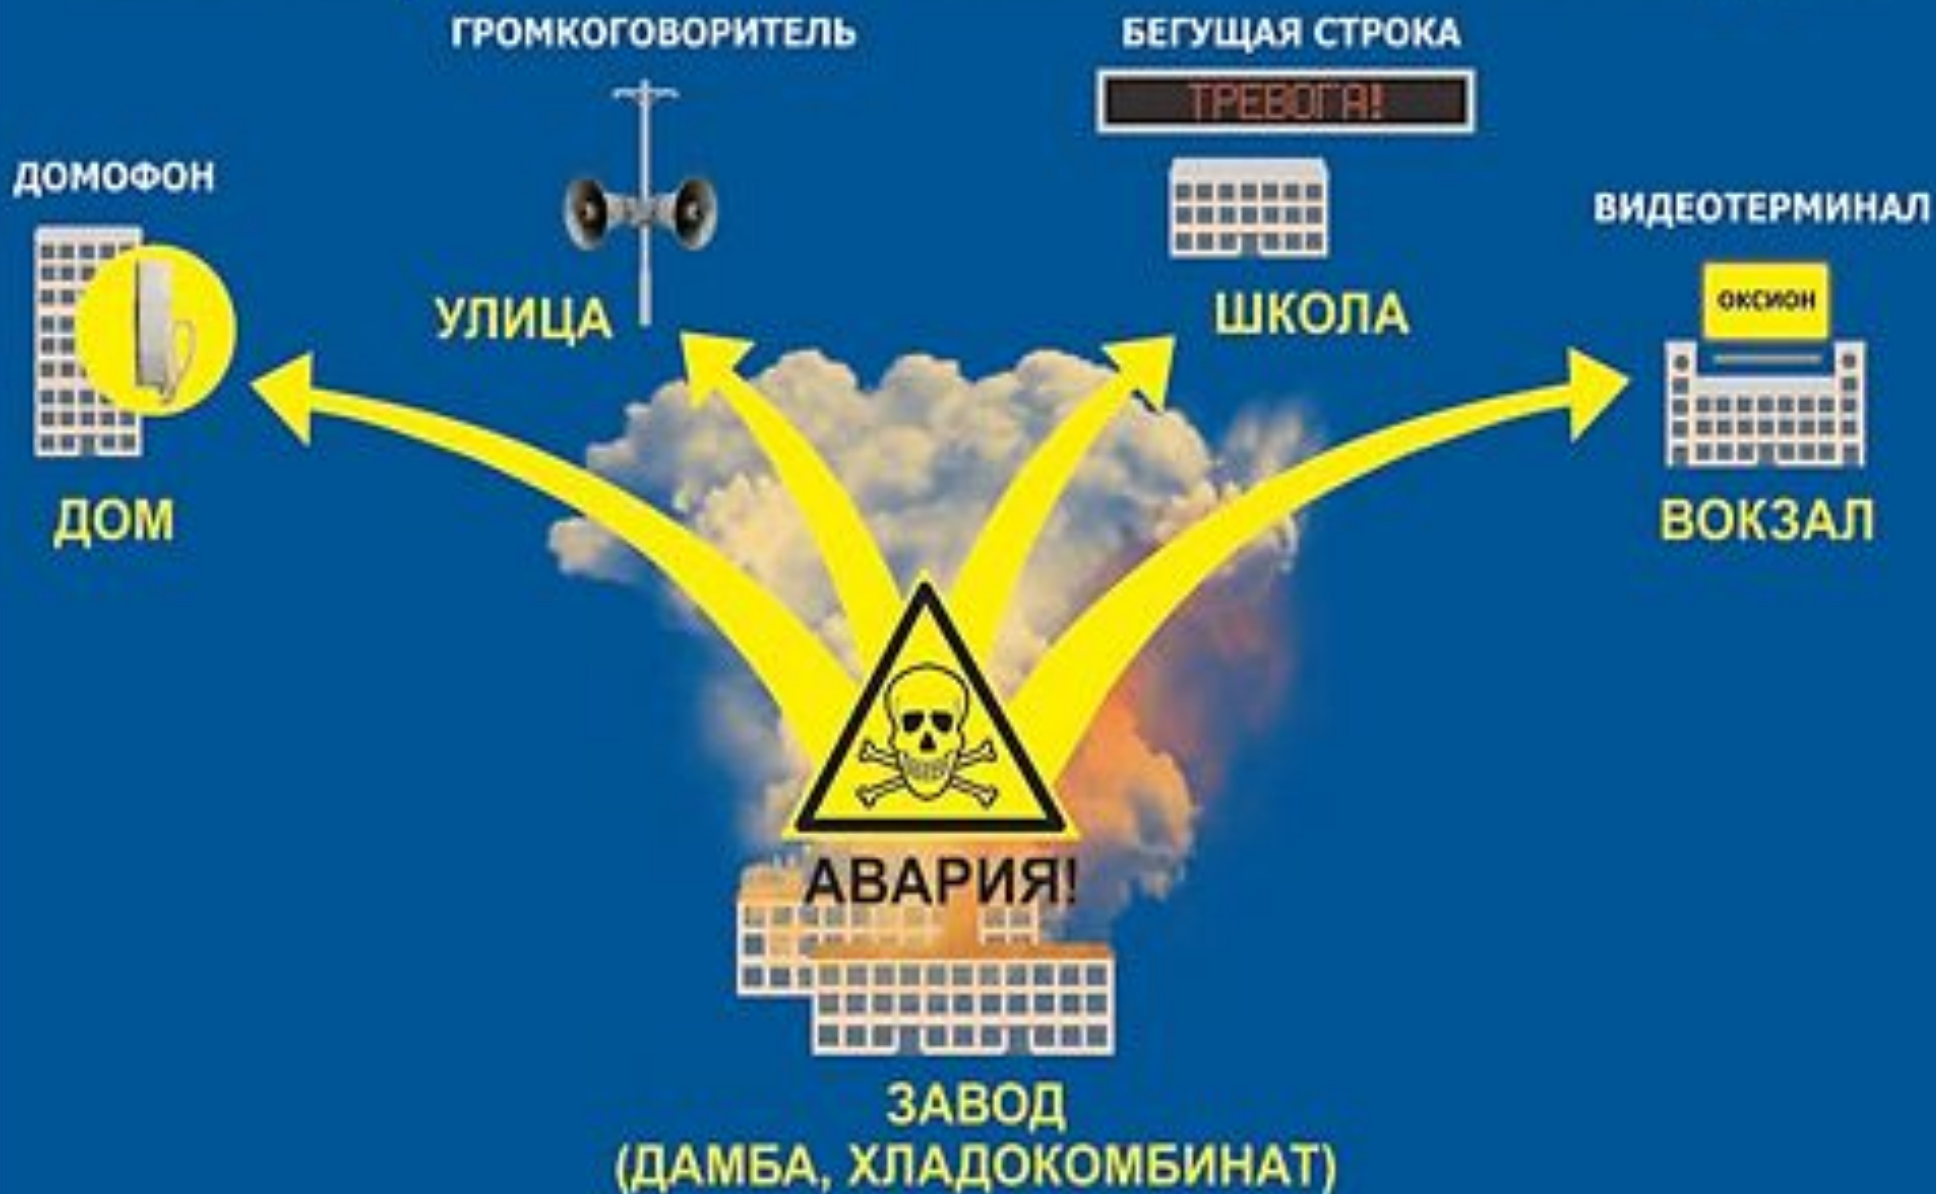 ГРОМКОГОВОРИТЕЛЬ
БЕГУЩАЯ СТРОКА
ТРЕВОГА!
ДОМОФОН
ВИДЕОТЕРМИНАЛ
ОКСИОН
УЛИЦА
ШКОЛА
ДОМ
ВОКЗАЛ
АВАРИЯ!
ЗАВОД
(ДАМБА, ХЛАДОКОМБИНАТ)